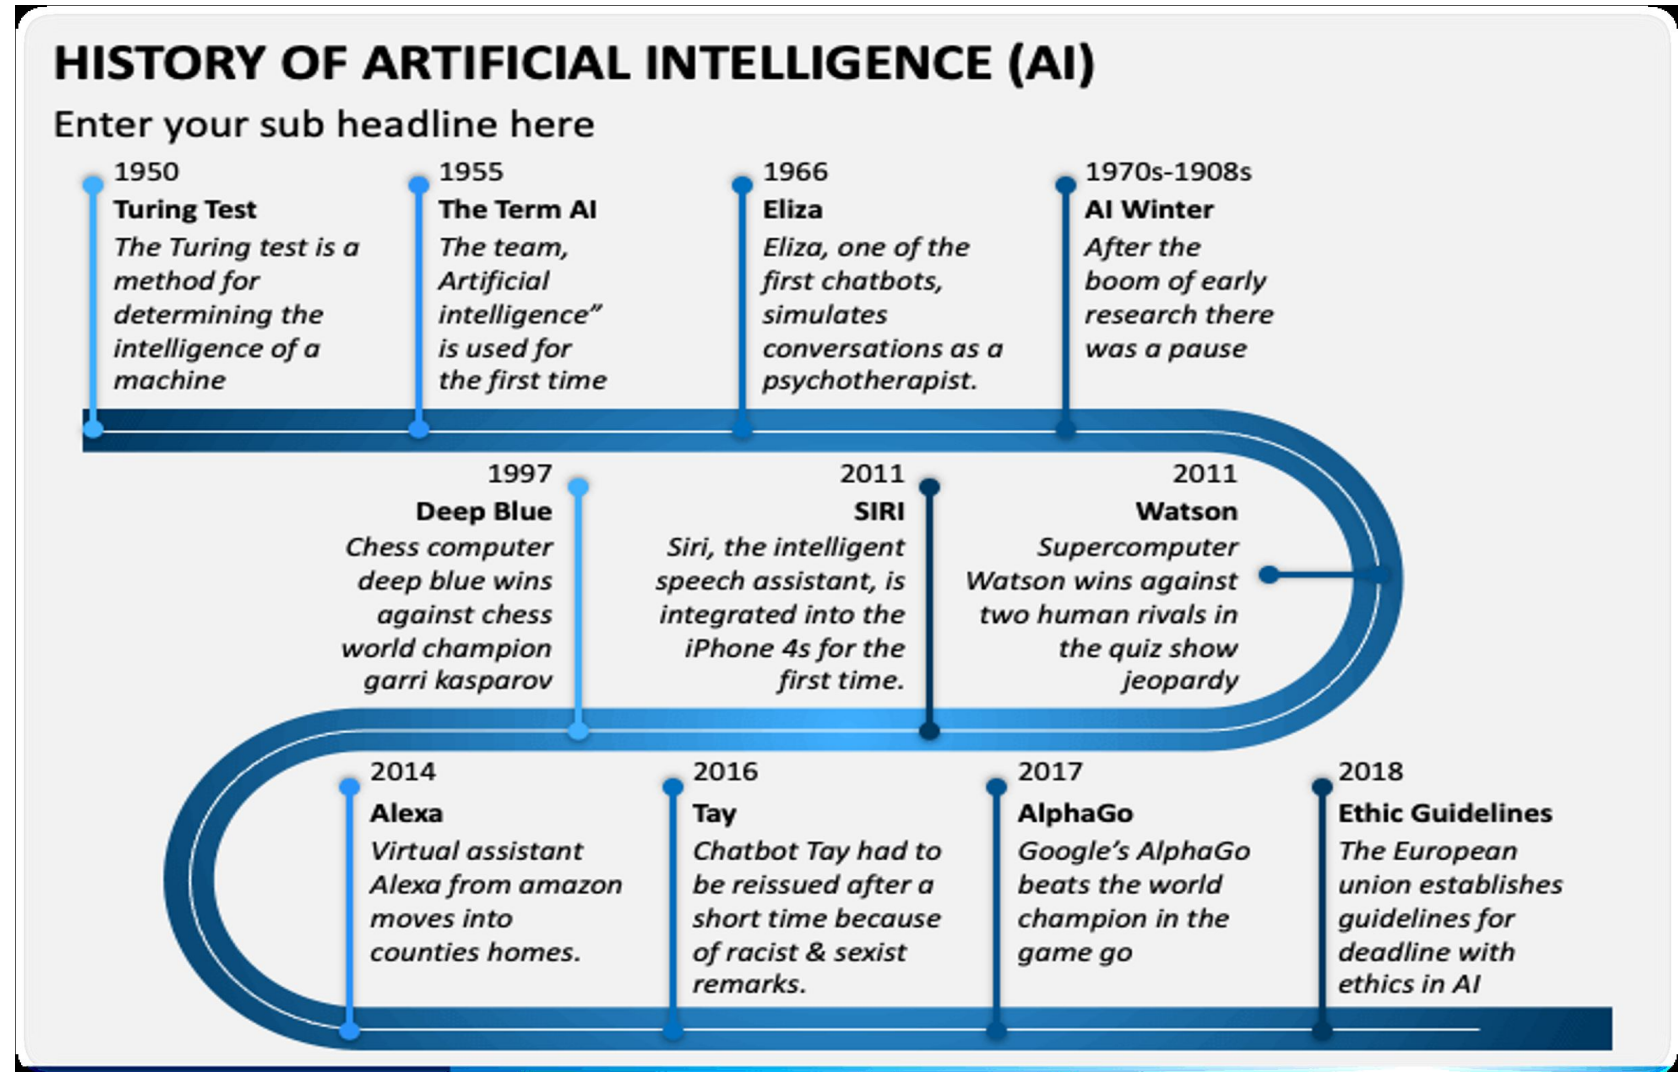 HISTORY OF ARTIFICIAL INTELLIGENCE (AI)
Enter your sub headline here
1950
Turing Test
The Turing test is a
method for
determining the
intelligence of a
machine
1955
The Term AI
The team,
Artificial
intelligence”
is used for
the first time
1966
Eliza
Eliza, one of the
first chatbots,
simulates
conversations as a
psychotherapist.
1970s-1908s
AI Winter
After the
boom of early
research there
was a pause
1997
Deep Blue
Chess computer
deep blue wins
against chess
world champion
garri kasparov
2011
SIRI
Siri, the intelligent
speech assistant, is
integrated into the
iPhone 4s for the
first time.
2011
Watson
Supercomputer
Watson wins against
two human rivals in
the quiz show
jeopardy
2014
Alexa
Virtual assistant
Alexa from amazon
moves into
counties homes.
2016
Tay
Chatbot Tay had to
be reissued after a
short time because
of racist & sexist
remarks.
2017
AlphaGo
Google’s AlphaGo
beats the world
champion in the
game go
2018
Ethic Guidelines
The European
union establishes
guidelines for
deadline with
ethics in AI